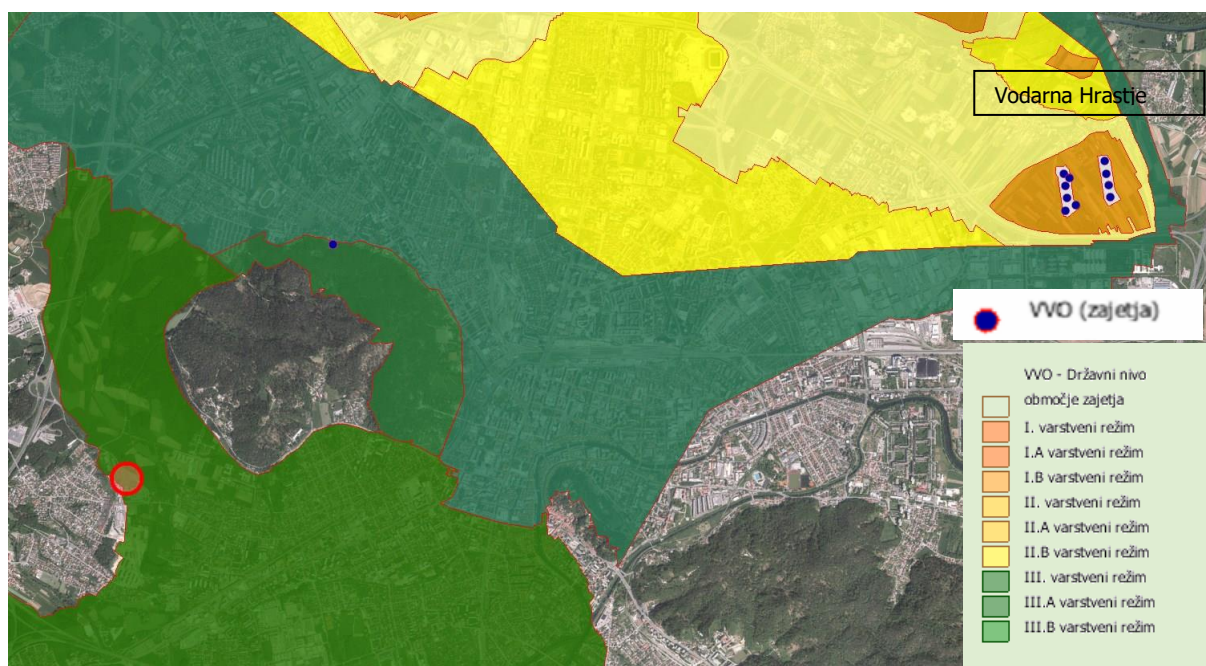 Vodarna Hrastje
VVO (zajetja)
VVO - Državni nivo
območje zajetja
I. varstveni režim
I.A varstveni režim
I.B varstveni režim
II. varstveni režim
II.A varstveni režim
II.B varstveni režim
III. varstveni režim
III.A varstveni režim
III.B varstveni režim